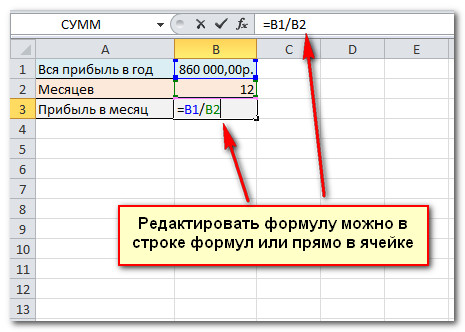 СУММ fx =B1/B2
A B C D E
1 Вся прибыль в год 860 000,00р.
2 Месяцев 12
3 Прибыль в месяц =B1/B2
4
5
6
7
8
9
10
11
12
13
Редактировать формулу можно в
строке формул или прямо в ячейке